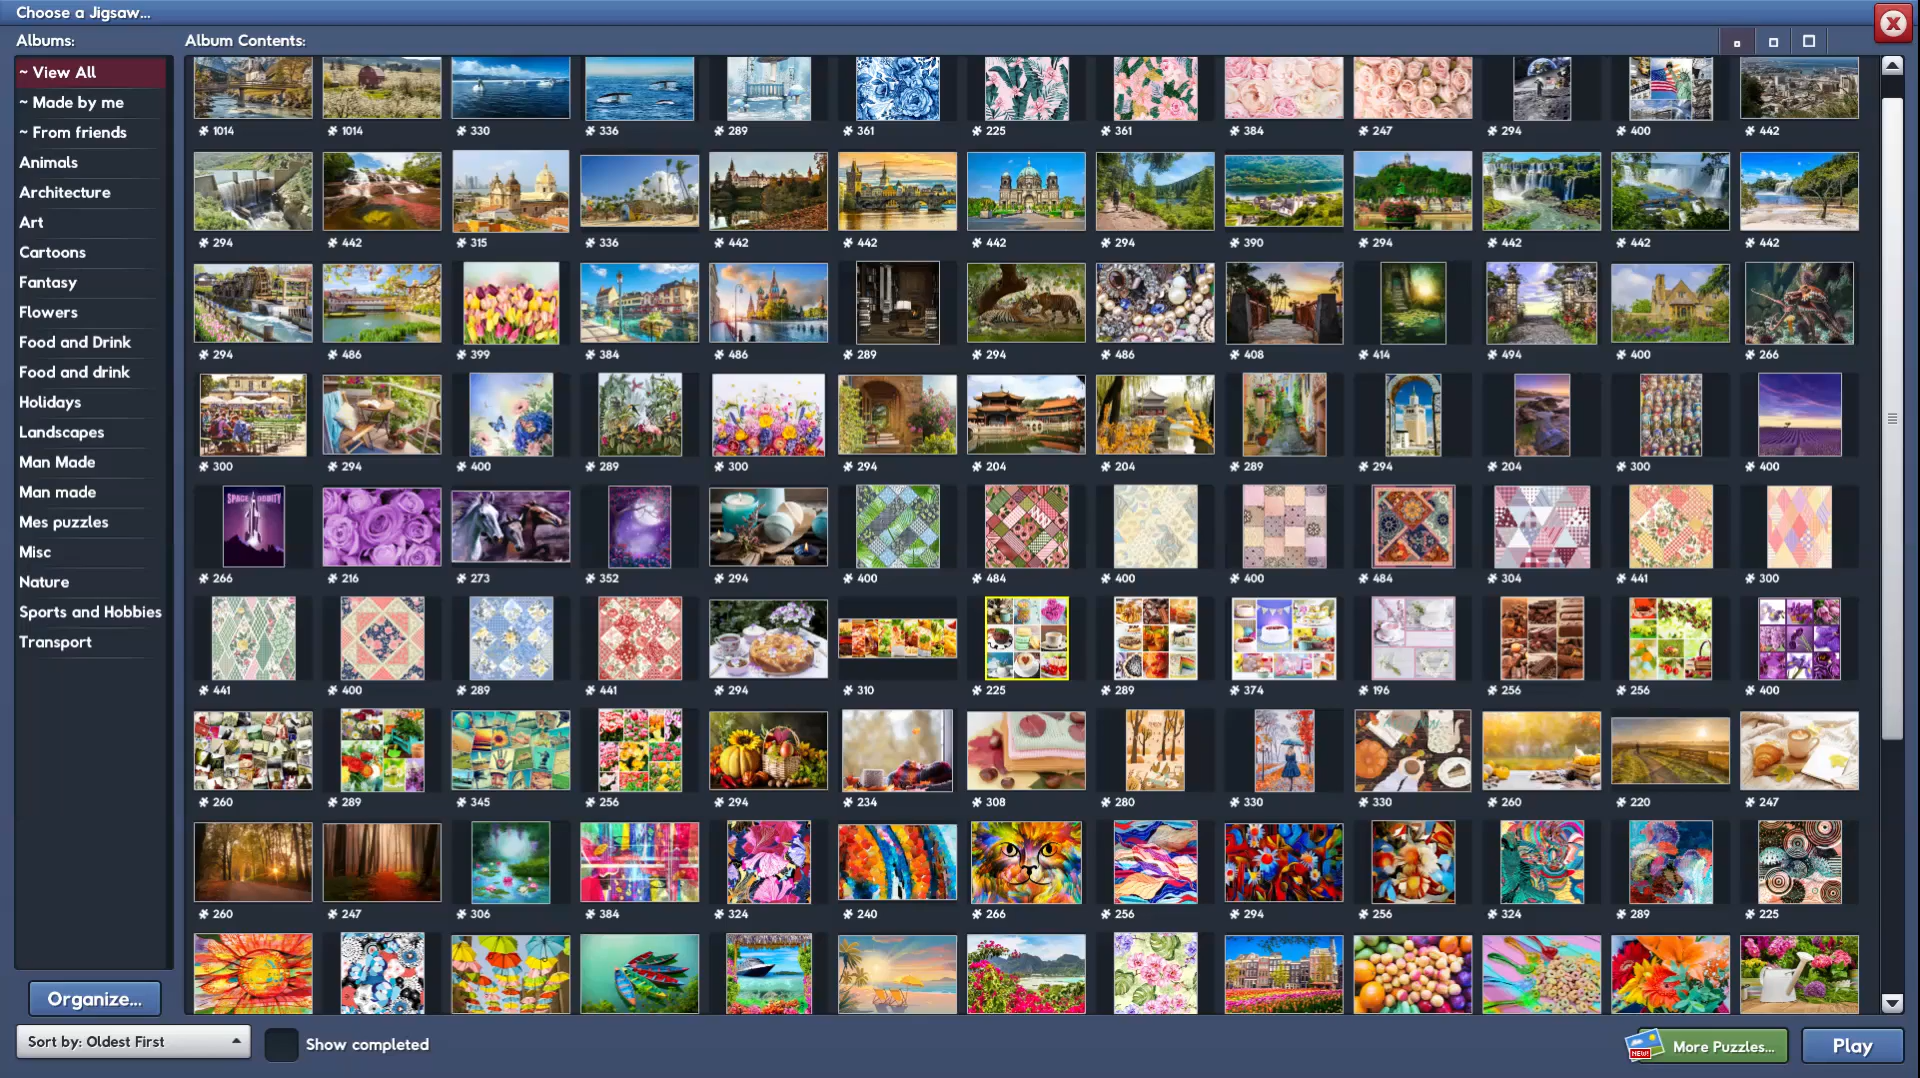 Choose a Jigsaw...
Albums:
Album Contents:
~ View All
~ Made by me
~ From friends
Animals
Architecture
Art
Cartoons
Fantasy
Flowers
Food and Drink
Food and drink
Holidays
Landscapes
Man Made
Man made
Mes puzzles
Misc
Nature
Sports and Hobbies
Transport
1014 1014 330 336 289 361 225 361 384 247 294 400 442
294 442 315 336 442 442 442 294 390 294 442 442 442
294 486 399 384 486 289 294 486 408 414 494 400 266
300 294 400 289 300 294 204 204 289 294 204 300 400
SPACE ODDITY
266 216 273 352 294 400 484 400 400 484 304 441 300
441 400 289 441 294 310 225 289 374 196 256 256 400
260 289 345 256 294 234 308 280 330 330 260 220 247
260 247 306 384 324 240 266 256 294 256 324 289 225
Organize...
Sort by: Oldest First
Show completed
NEW!
More Puzzles...
Play